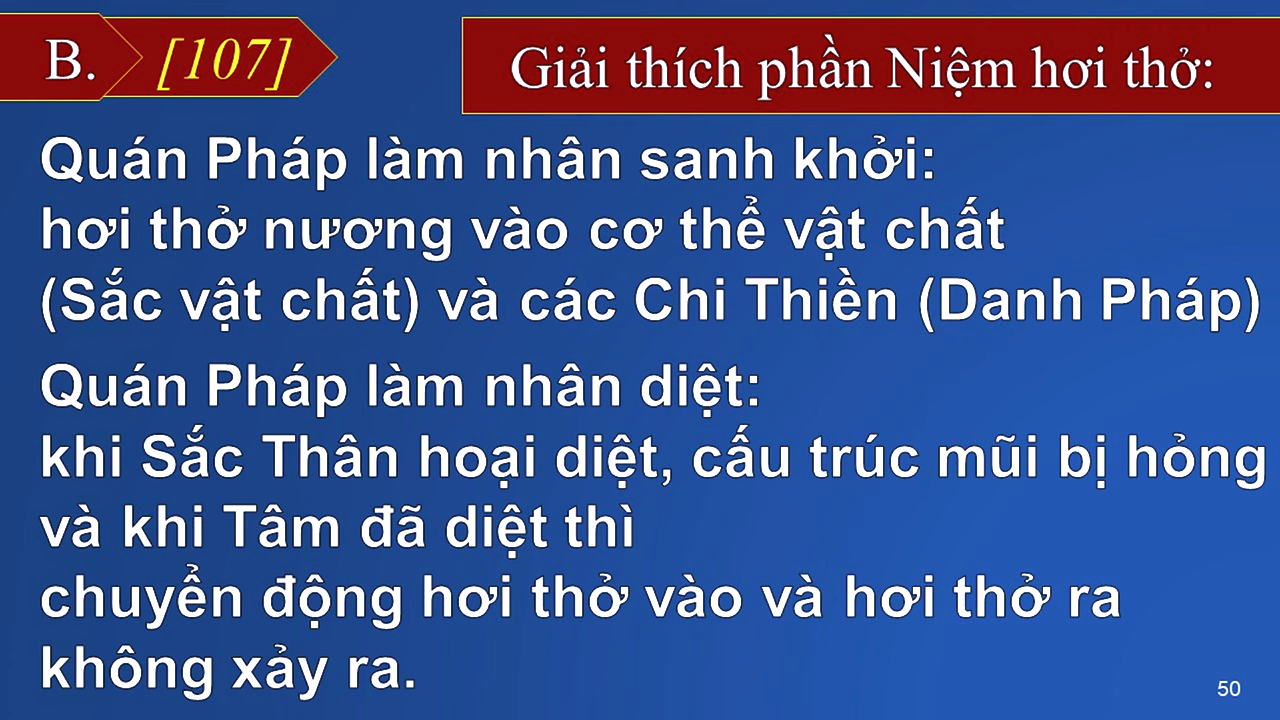 B. [107] Giải thích phần Niệm hơi thở:
Quán Pháp làm nhân sanh khởi:
hơi thở nương vào cơ thể vật chất
(Sắc vật chất) và các Chi Thiền (Danh Pháp)
Quán Pháp làm nhân diệt:
khi Sắc Thân hoại diệt, cấu trúc mũi bị hỏng
và khi Tâm đã diệt thì
chuyển động hơi thở vào và hơi thở ra
không xảy ra.
50